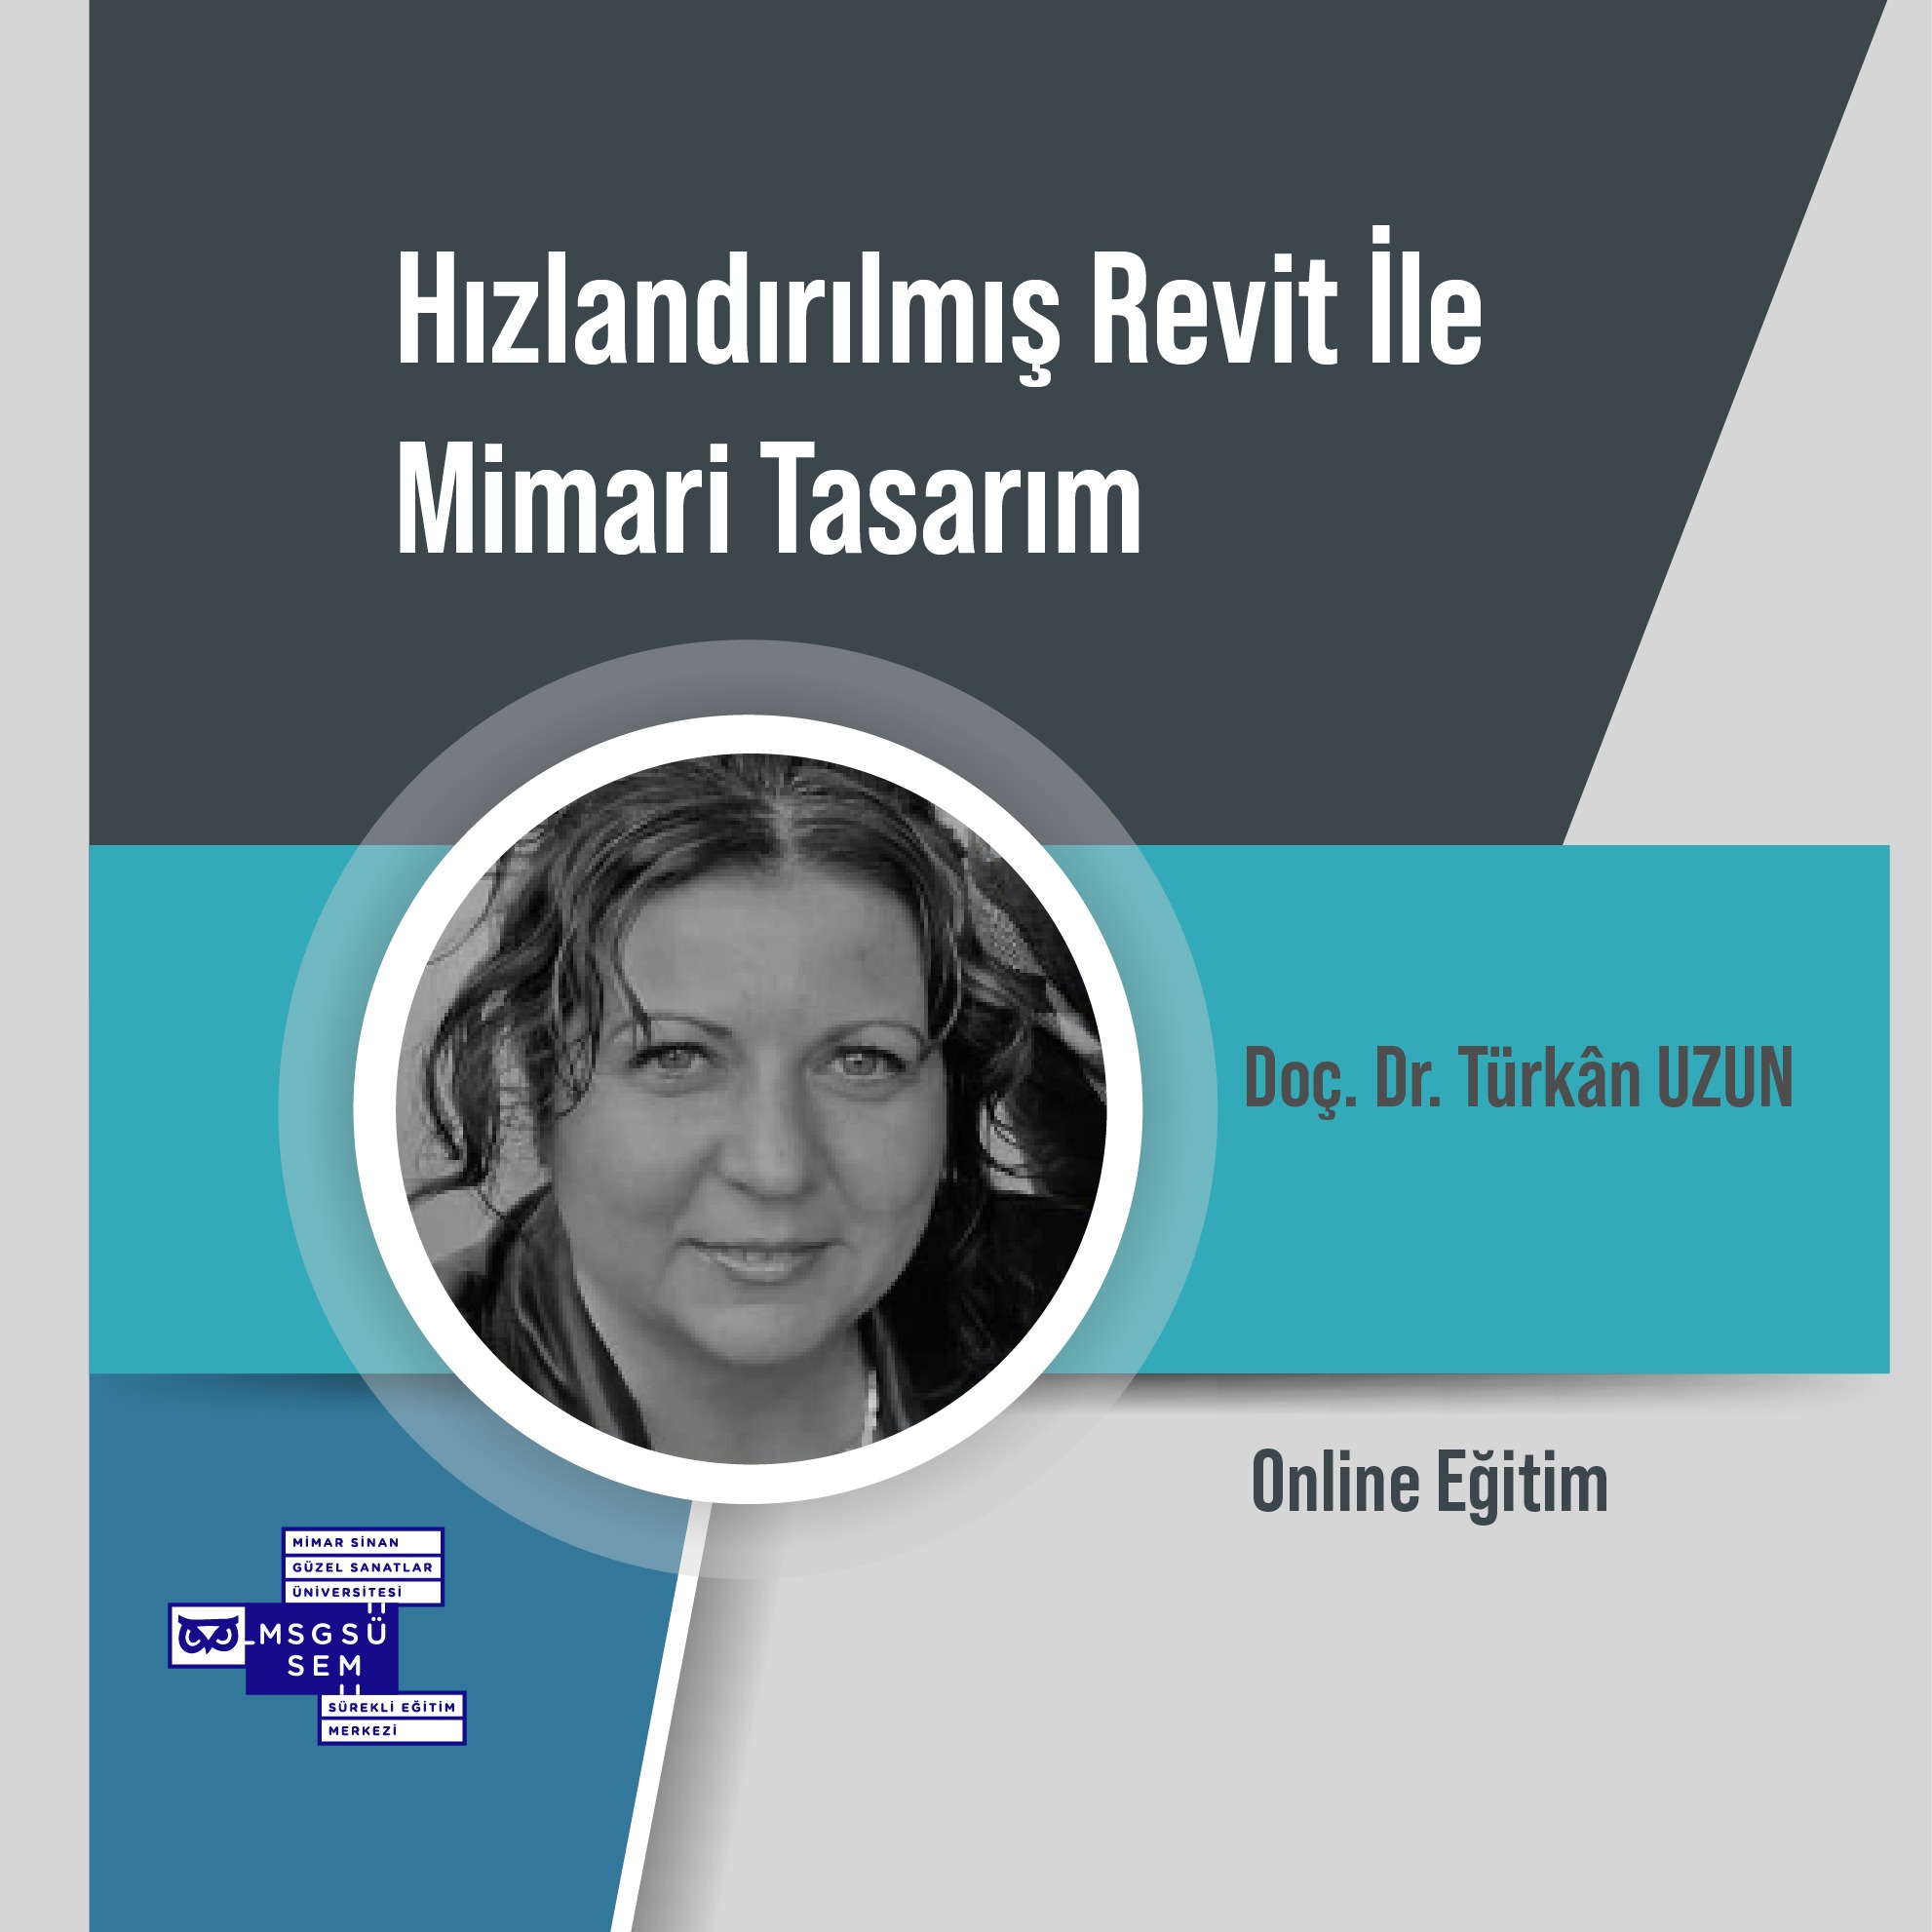 Hızlandırılmış Revit İle
Mimari Tasarım
Doç. Dr. Türkân UZUN
Online Eğitim
MİMAR SİNAN
GÜZEL SANATLAR
ÜNİVERSİTESİ
MSGSÜ
SEM
SÜREKLİ EĞİTİM
MERKEZİ